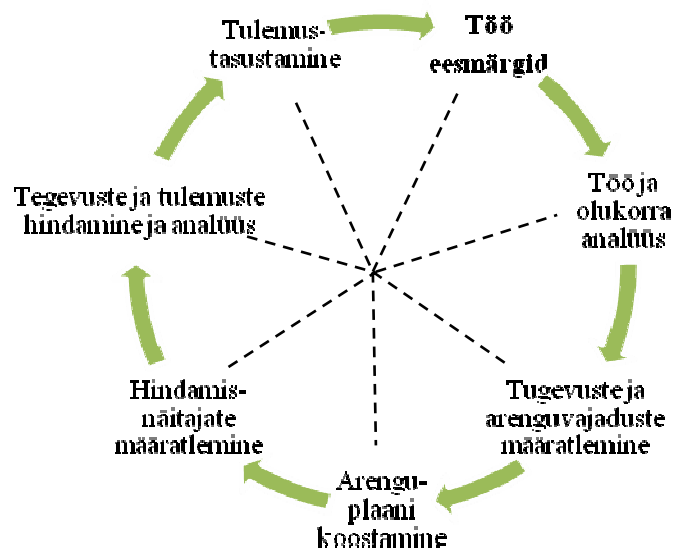 Töö
eesmärgid
Töö ja
olukorra
analüüs
Tugevuste ja
arenguvajaduste
määratlemine
Arengu-
plaani
koostamine
Hindamis-
näitajate
määratlemine
Tegevuste ja tulemuste
hindamine ja analüüs
Tulemus-
tasustamine